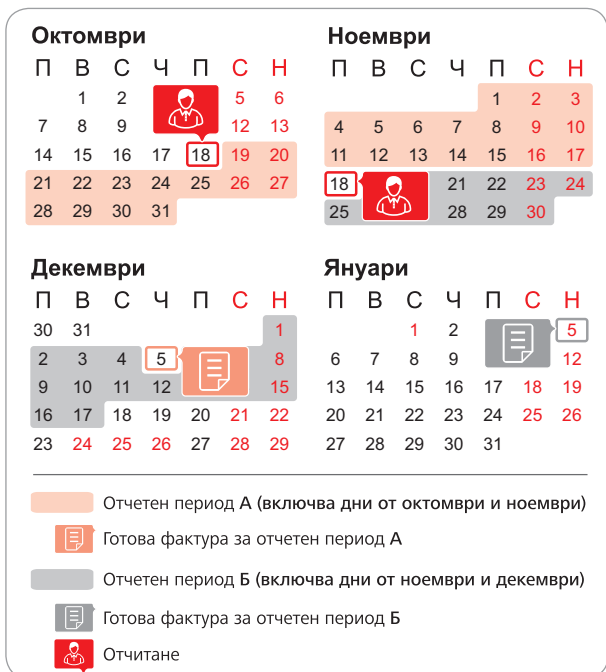 Октомври
П В С Ч П С Н
1 2 5 6
7 8 9 12 13
14 15 16 17 18 19 20
21 22 23 24 25 26 27
28 29 30 31
Ноември
П В С Ч П С Н
1 2 3
4 5 6 7 8 9 10
11 12 13 14 15 16 17
18 21 22 23 24
25 28 29 30
Декември
П В С Ч П С Н
30 31 1
2 3 4 5 8
9 10 11 12 15
16 17 18 19 20 21 22
23 24 25 26 27 28 29
Януари
П В С Ч П С Н
1 2 5
6 7 8 9 12
13 14 15 16 17 18 19
20 21 22 23 24 25 26
27 28 29 30 31
Отчетен период А (включва дни от октомври и ноември)
Готова фактура за отчетен период А
Отчетен период Б (включва дни от ноември и декември)
Готова фактура за отчетен период Б
Отчитане